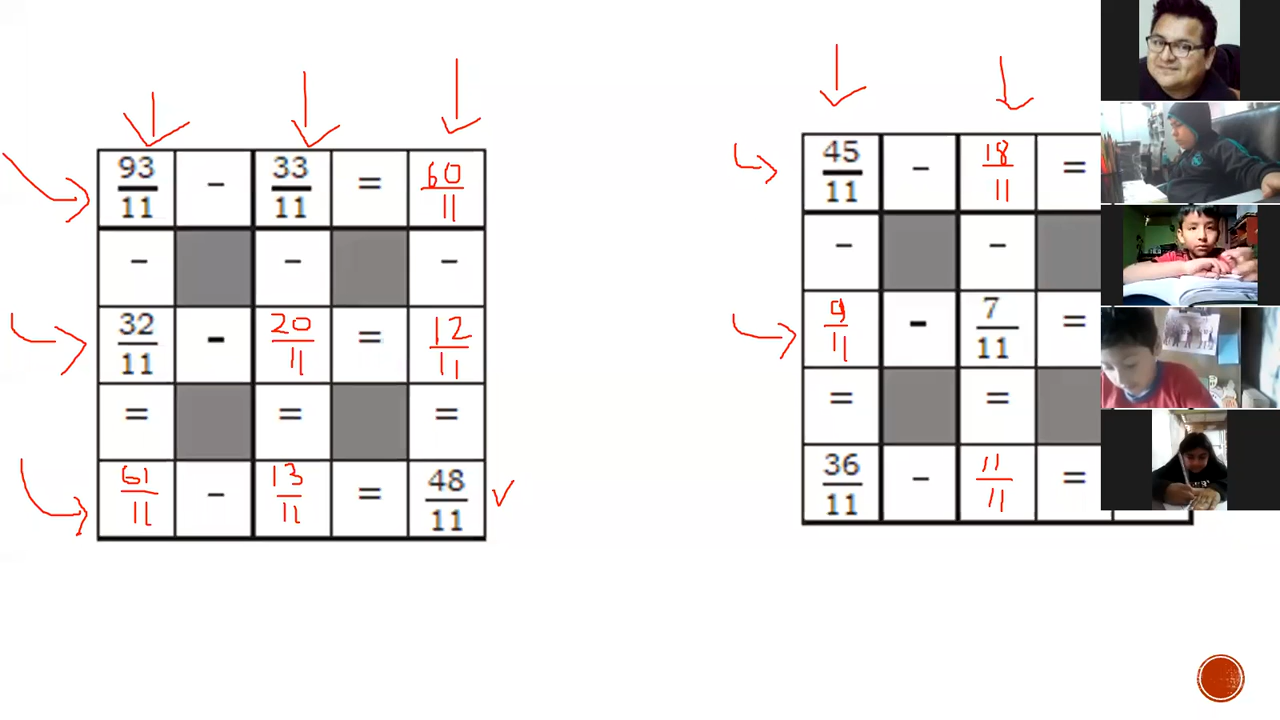 93/11 - 33/11 = 60/11
- - -
32/11 - 20/11 = 12/11
= = =
61/11 - 13/11 = 48/11 ✓
45/11 - 18/11 =
- -
9/11 - 7/11 =
= =
36/11 - 11/11 =